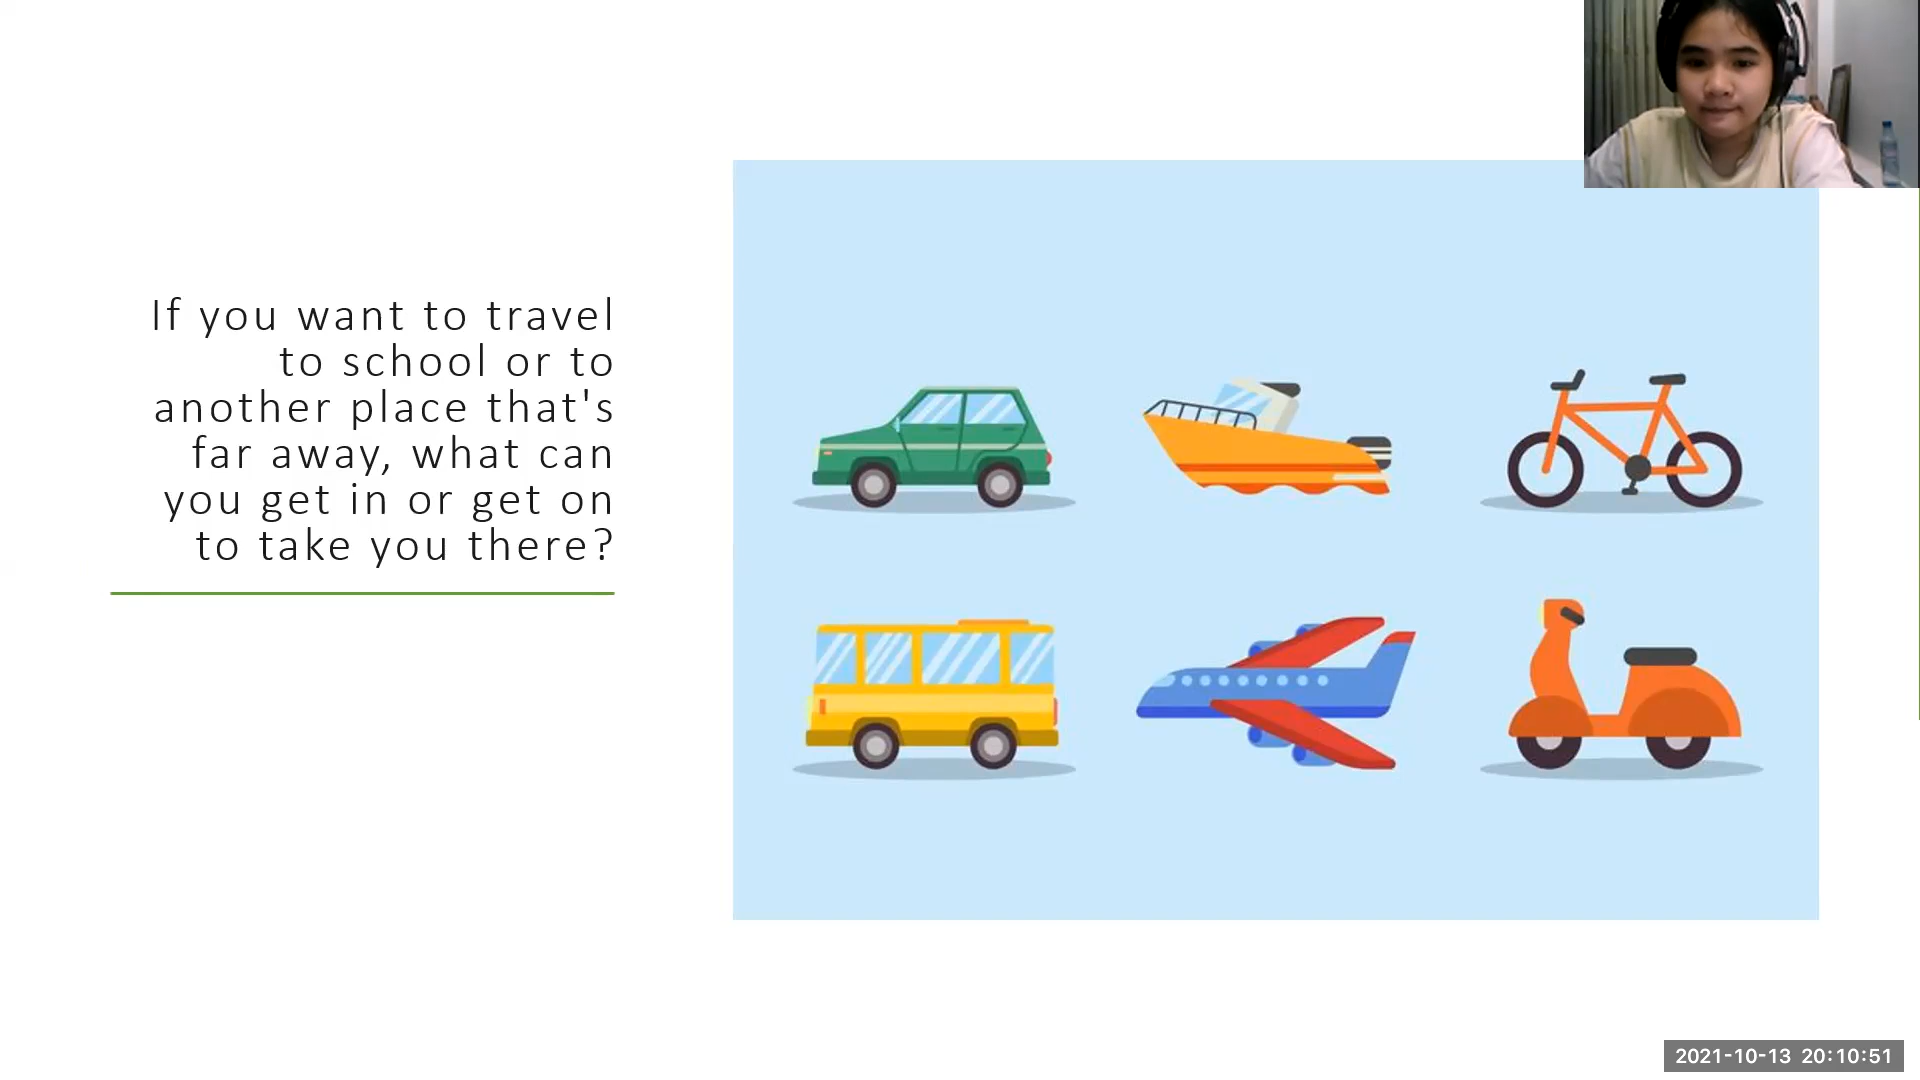 If you want to travel
to school or to
another place that's
far away, what can
you get in or get on
to take you there?
2021-10-13 20:10:51